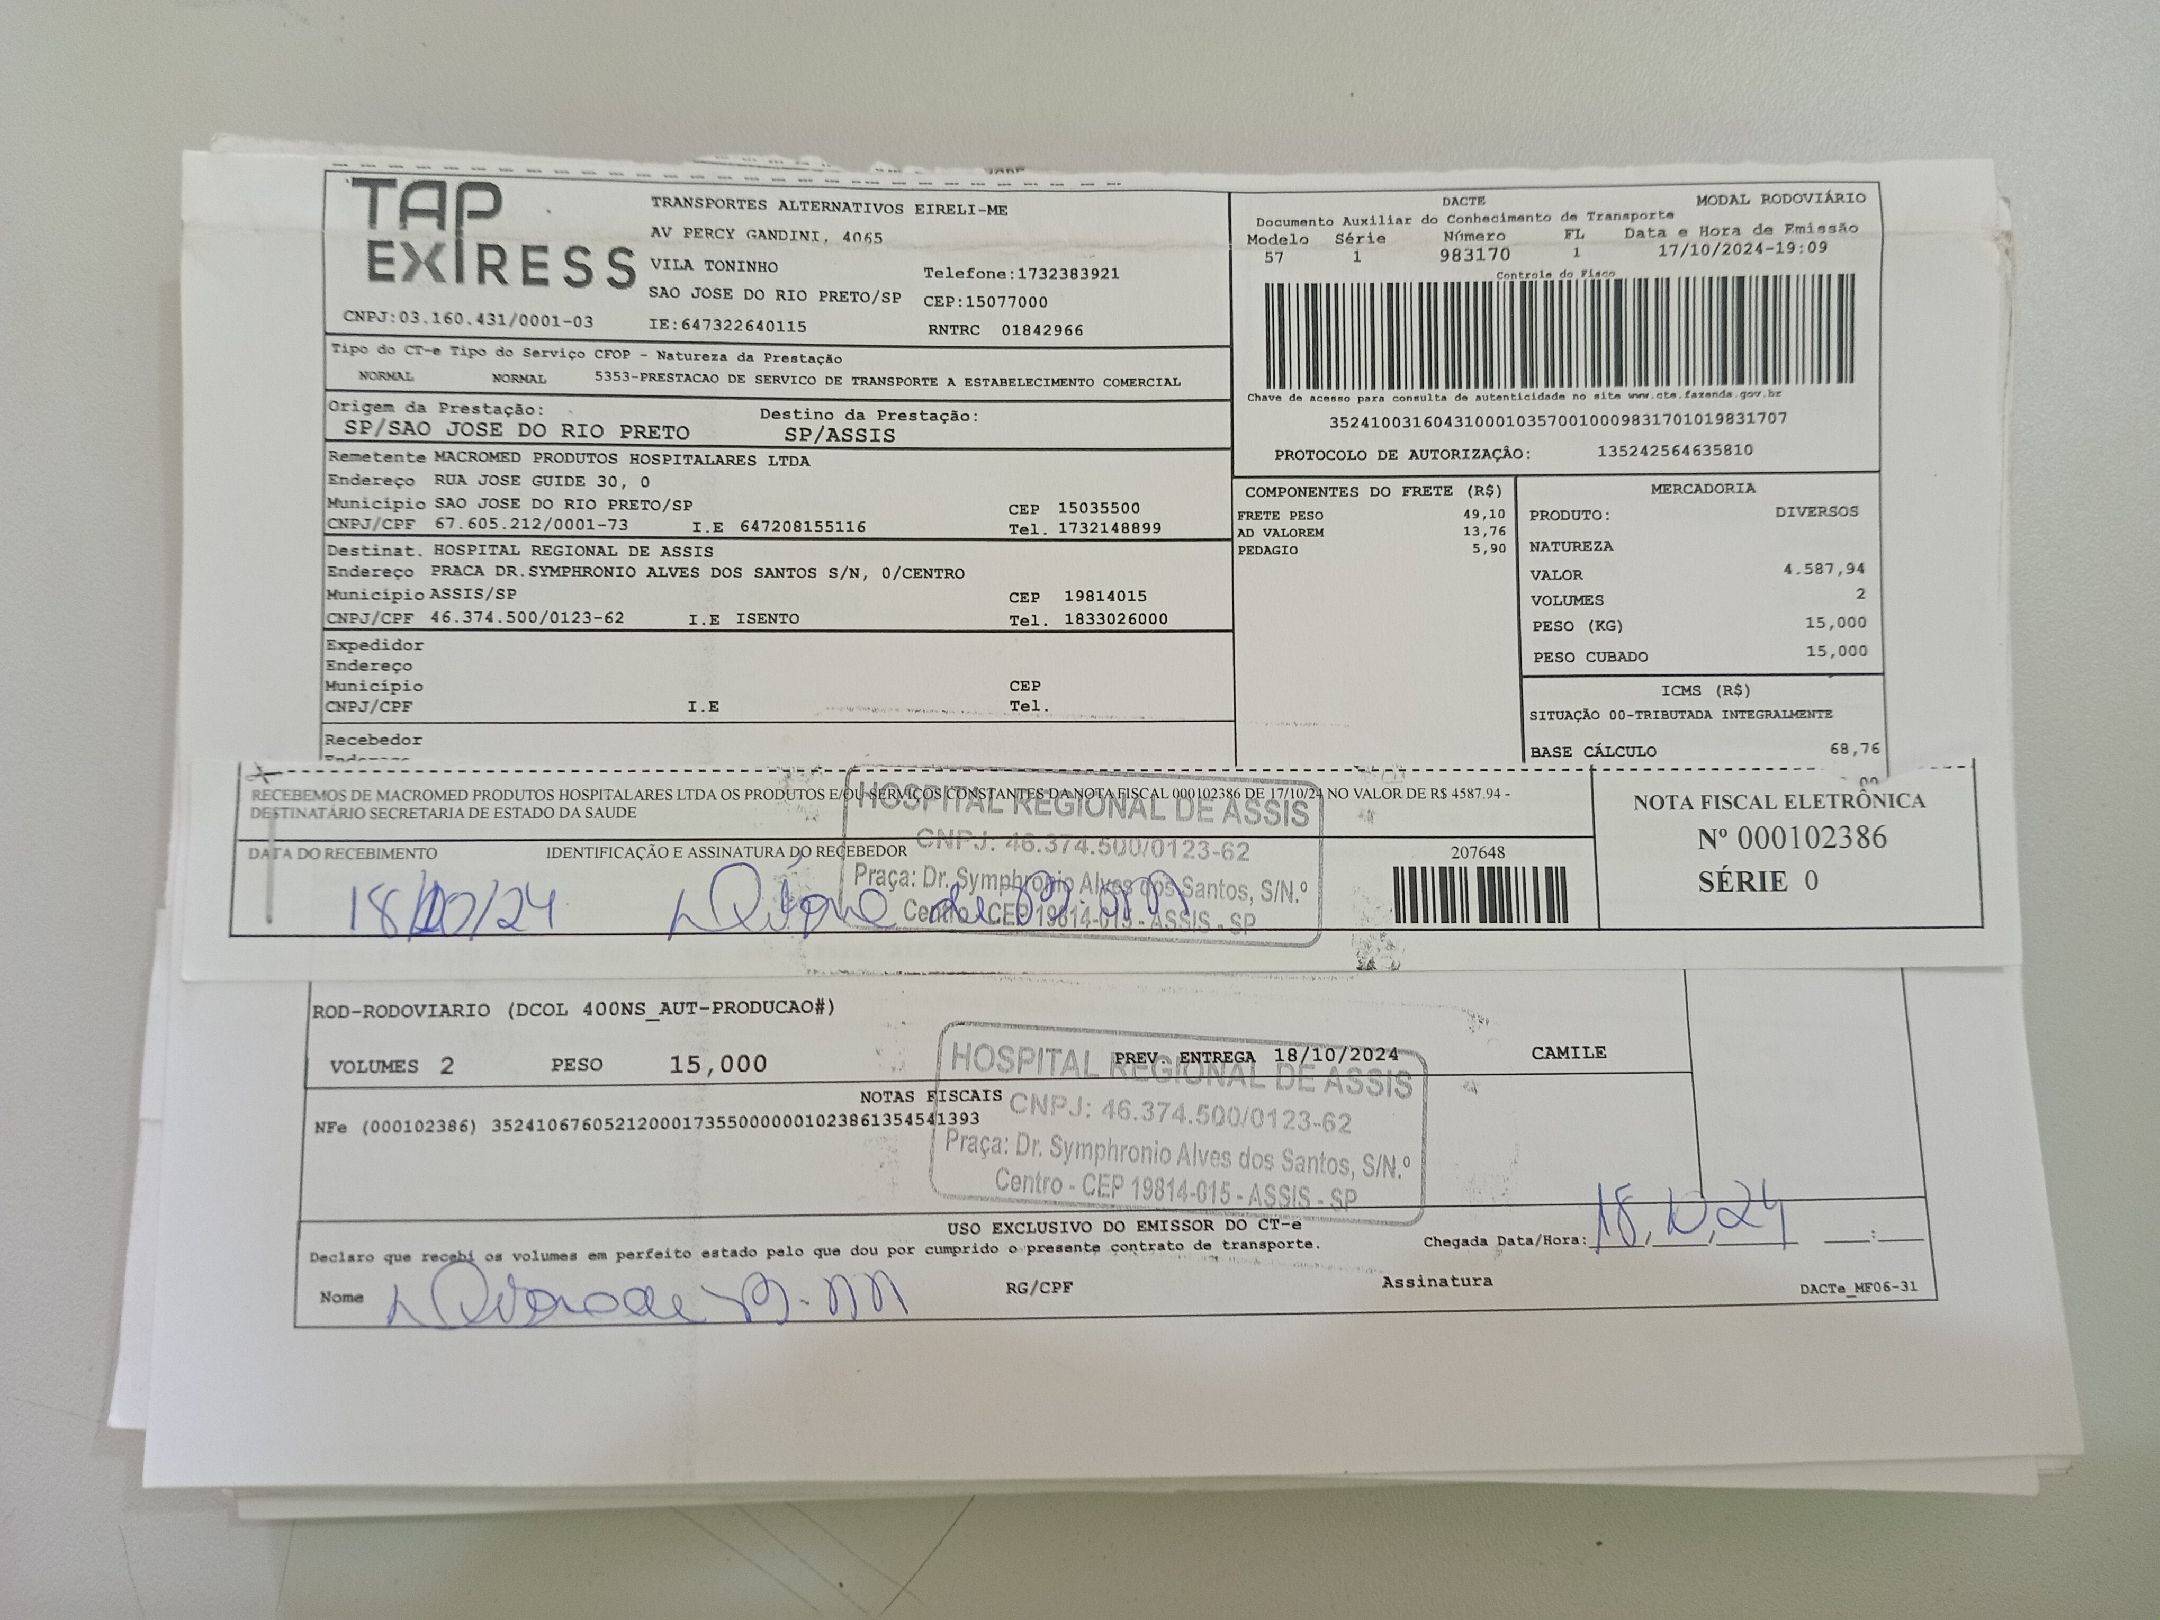 TAP
EXPRESS
TRANSPORTES ALTERNATIVOS EIRELI-ME
AV PERCY GANDINI, 4065
VILA TONINHO
Telefone:1732383921
SAO JOSE DO RIO PRETO/SP CEP:15077000
CNPJ:03.160.431/0001-03 IE:647322640115 RNTRC 01842966
DACTE MODAL RODOVIÁRIO
Documento Auxiliar do Conhecimento de Transporte
Modelo Série Número FL Data e Hora de Emissão
57 1 983170 1 17/10/2024-19:09
Controle do Fisco
Chave de acesso para consulta de autenticidade no site www.cte.fazenda.gov.br
35241003160431000103570010009831701019831707
PROTOCOLO DE AUTORIZAÇÃO: 135242564635810
Tipo do CT-e Tipo do Serviço CFOP - Natureza da Prestação
NORMAL NORMAL 5353-PRESTACAO DE SERVICO DE TRANSPORTE A ESTABELECIMENTO COMERCIAL
Origem da Prestação: Destino da Prestação:
SP/SAO JOSE DO RIO PRETO SP/ASSIS
Remetente MACROMED PRODUTOS HOSPITALARES LTDA
Endereço RUA JOSE GUIDE 30, 0
Município SAO JOSE DO RIO PRETO/SP CEP 15035500
CNPJ/CPF 67.605.212/0001-73 I.E 647208155116 Tel. 1732148899
Destinat. HOSPITAL REGIONAL DE ASSIS
Endereço PRACA DR.SYMPHRONIO ALVES DOS SANTOS S/N, 0/CENTRO
Município ASSIS/SP CEP 19814015
CNPJ/CPF 46.374.500/0123-62 I.E ISENTO Tel. 1833026000
Expedidor
Endereço
Município CEP
CNPJ/CPF I.E Tel.
Recebedor
COMPONENTES DO FRETE (R$)
FRETE PESO 49,10
AD VALOREM 13,76
PEDAGIO 5,90
MERCADORIA
PRODUTO: DIVERSOS
NATUREZA
VALOR 4.587,94
VOLUMES 2
PESO (KG) 15,000
PESO CUBADO 15,000
ICMS (R$)
SITUAÇÃO 00-TRIBUTADA INTEGRALMENTE
BASE CÁLCULO 68,76
RECEBEMOS DE MACROMED PRODUTOS HOSPITALARES LTDA OS PRODUTOS E/OU SERVIÇOS CONSTANTES DA NOTA FISCAL 000102386 DE 17/10/24 NO VALOR DE R$ 4587.94 -
DESTINATÁRIO SECRETARIA DE ESTADO DA SAUDE
DATA DO RECEBIMENTO IDENTIFICAÇÃO E ASSINATURA DO RECEBEDOR
18/10/24
HOSPITAL REGIONAL DE ASSIS
CNPJ: 46.374.500/0123-62
Praça: Dr. Symphronio Alves dos Santos, S/N.º
Centro - CEP 19814-015 - ASSIS - SP
207648
NOTA FISCAL ELETRÔNICA
Nº 000102386
SÉRIE 0
ROD-RODOVIARIO (DCOL 400NS_AUT-PRODUCAO#)
VOLUMES 2 PESO 15,000 PREV. ENTREGA 18/10/2024 CAMILE
NOTAS FISCAIS
NFe (000102386) 35241067605212000173550000001023861354541393
HOSPITAL REGIONAL DE ASSIS
CNPJ: 46.374.500/0123-62
Praça: Dr. Symphronio Alves dos Santos, S/N.º
Centro - CEP 19814-015 - ASSIS - SP
USO EXCLUSIVO DO EMISSOR DO CT-e
Declaro que recebi os volumes em perfeito estado pelo que dou por cumprido o presente contrato de transporte. Chegada Data/Hora: 18/10/24
Nome RG/CPF Assinatura DACTe_MF06-31